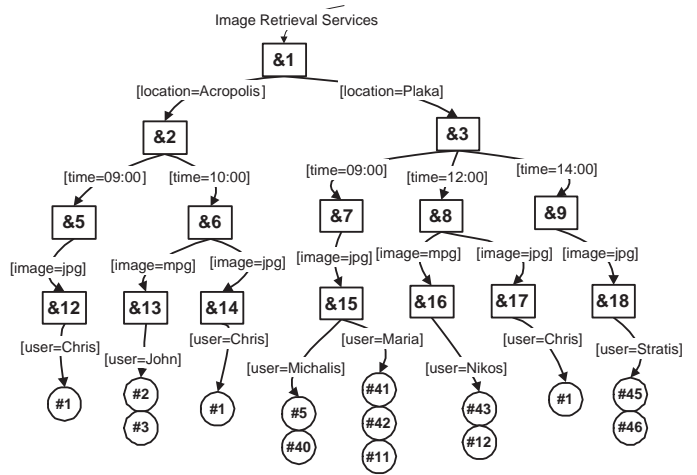 Image Retrieval Services
&1
[location=Acropolis]
[location=Plaka]
&2
&3
[time=09:00]
[time=10:00]
[time=09:00]
[time=12:00]
[time=14:00]
&5
&6
&7
&8
&9
[image=jpg]
[image=mpg]
[image=jpg]
[image=jpg]
[image=mpg]
[image=jpg]
[image=jpg]
&12
&13
&14
&15
&16
&17
&18
[user=Chris]
[user=John]
[user=Chris]
[user=Michalis]
[user=Maria]
[user=Nikos]
[user=Chris]
[user=Stratis]
#1
#2
#3
#1
#5
#40
#41
#42
#11
#43
#12
#1
#45
#46